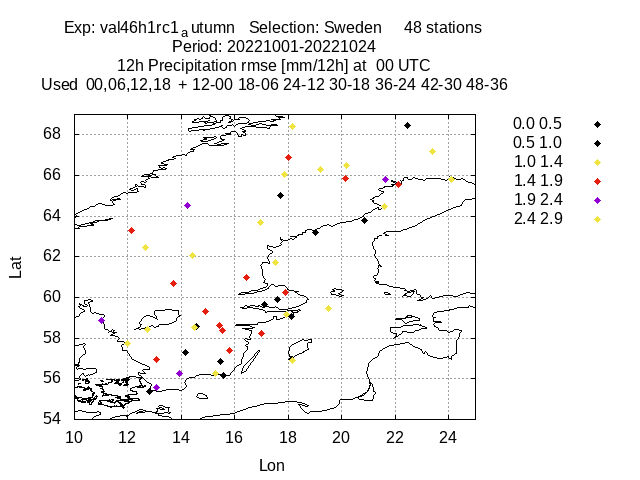 Exp: val46h1rc1a utumn   Selection: Sweden     48 stations
Period: 20221001-20221024
12h Precipitation rmse [mm/12h] at  00 UTC
Used  00,06,12,18  + 12-00 18-06 24-12 30-18 36-24 42-30 48-36
0.0 0.5
0.5 1.0
1.0 1.4
1.4 1.9
1.9 2.4
2.4 2.9
68
66
64
62
60
58
56
54
Lat
10 12 14 16 18 20 22 24
Lon